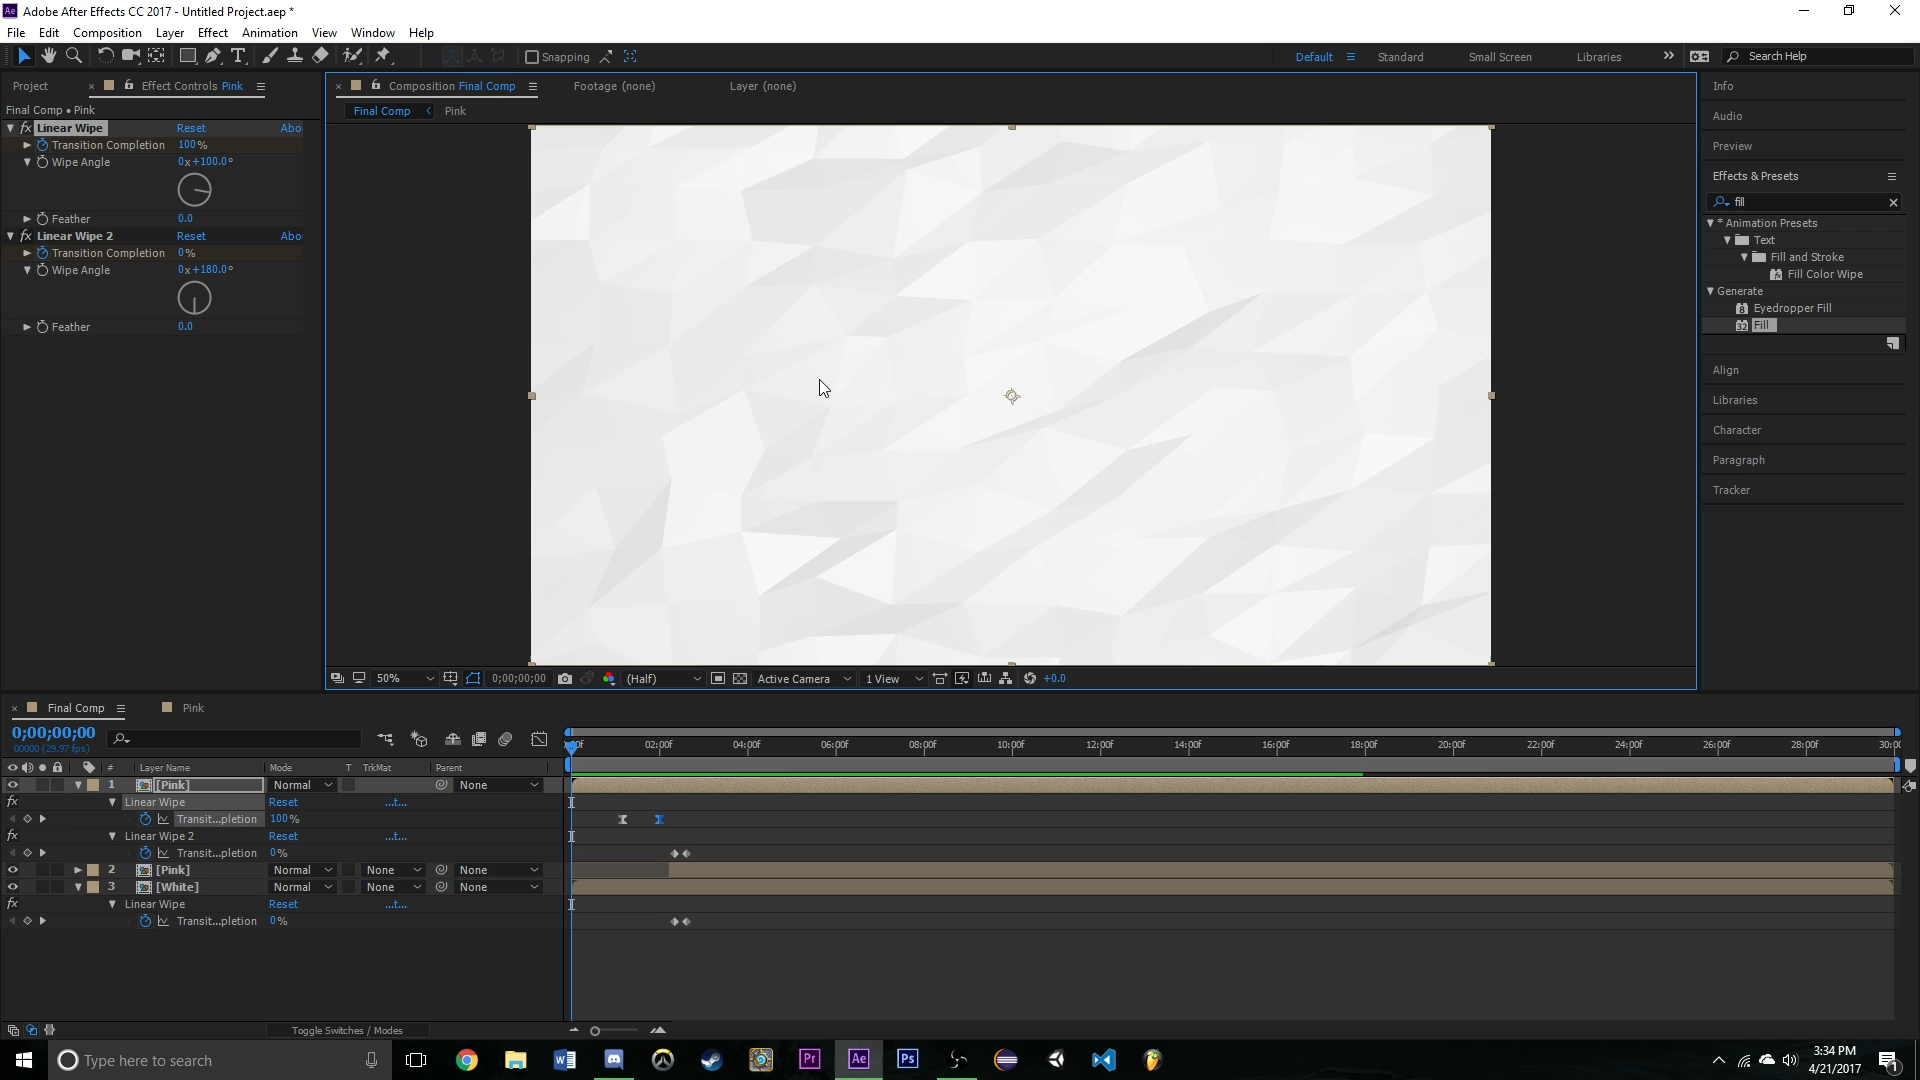 Adobe After Effects CC 2017 - Untitled Project.aep *
File Edit Composition Layer Effect Animation View Window Help
Snapping
Default Standard Small Screen Libraries Search Help
Project Effect Controls Pink
Final Comp • Pink
fx Linear Wipe Reset Abo
Transition Completion 100%
Wipe Angle 0x+100.0°
Feather 0.0
fx Linear Wipe 2 Reset Abo
Transition Completion 0%
Wipe Angle 0x+180.0°
Feather 0.0
Composition Final Comp Footage (none) Layer (none)
Final Comp Pink
50% 0;00;00;00 (Half) Active Camera 1 View +0.0
Info
Audio
Preview
Effects & Presets
fill
* Animation Presets
Text
Fill and Stroke
Fill Color Wipe
Generate
Eyedropper Fill
Fill
Align
Libraries
Character
Paragraph
Tracker
Final Comp Pink
0;00;00;00
00000 (29.97 fps)
02:00f 04:00f 06:00f 08:00f 10:00f 12:00f 14:00f 16:00f 18:00f 20:00f 22:00f 24:00f 26:00f 28:00f
# Layer Name Mode T TrkMat Parent
1 [Pink] Normal None
fx Linear Wipe Reset ...t...
Transit...pletion 100%
fx Linear Wipe 2 Reset ...t...
Transit...pletion 0%
2 [Pink] Normal None None
3 [White] Normal None None
fx Linear Wipe Reset ...t...
Transit...pletion 0%
Toggle Switches / Modes
Type here to search
Pr Ae Ps
3:34 PM
4/21/2017
1